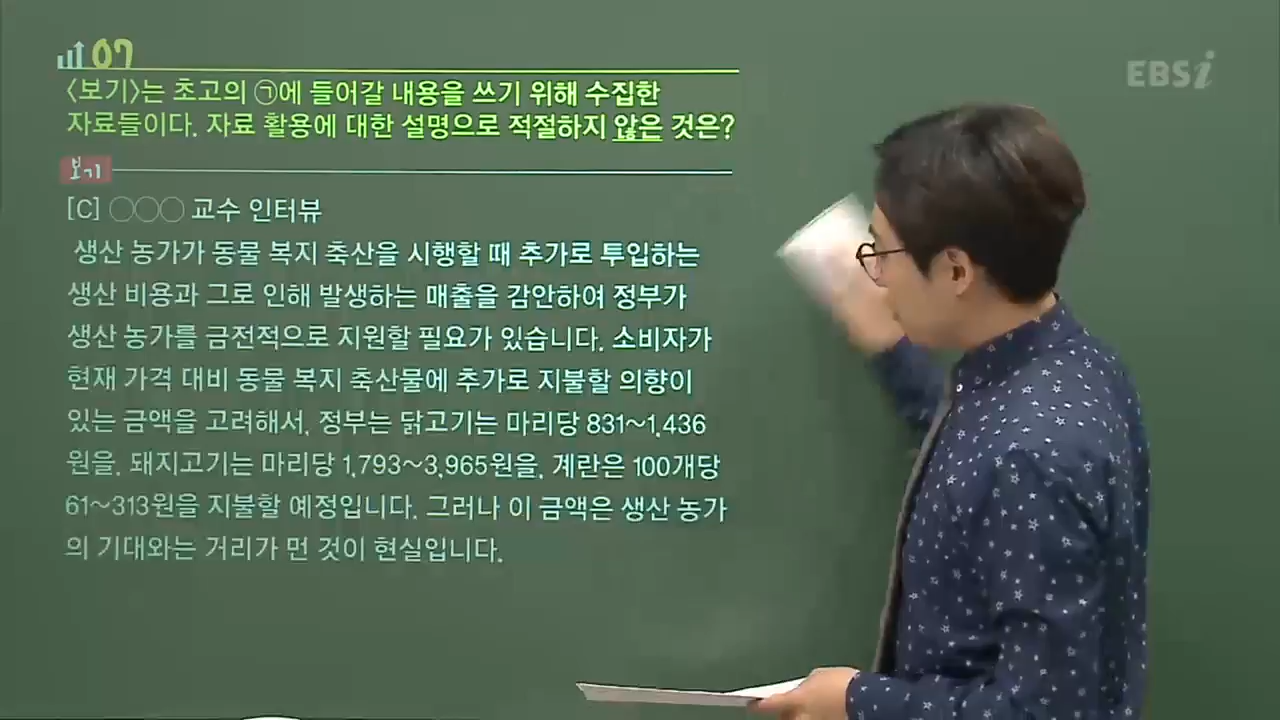 07
EBSi
〈보기〉는 초고의 ㉠에 들어갈 내용을 쓰기 위해 수집한
자료들이다. 자료 활용에 대한 설명으로 적절하지 않은 것은?
보기
[C] ○○○ 교수 인터뷰
생산 농가가 동물 복지 축산을 시행할 때 추가로 투입하는
생산 비용과 그로 인해 발생하는 매출을 감안하여 정부가
생산 농가를 금전적으로 지원할 필요가 있습니다. 소비자가
현재 가격 대비 동물 복지 축산물에 추가로 지불할 의향이
있는 금액을 고려해서, 정부는 닭고기는 마리당 831~1,436
원을, 돼지고기는 마리당 1,793~3,965원을, 계란은 100개당
61~313원을 지불할 예정입니다. 그러나 이 금액은 생산 농가
의 기대와는 거리가 먼 것이 현실입니다.